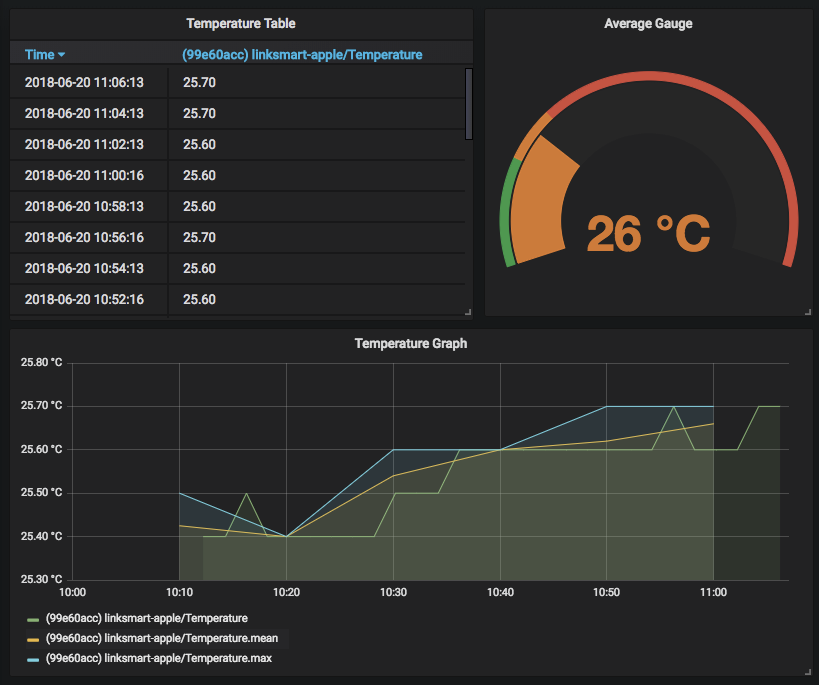 Temperature Table
Time (99e60acc) linksmart-apple/Temperature
2018-06-20 11:06:13 25.70
2018-06-20 11:04:13 25.70
2018-06-20 11:02:13 25.60
2018-06-20 11:00:16 25.60
2018-06-20 10:58:13 25.60
2018-06-20 10:56:16 25.70
2018-06-20 10:54:13 25.60
2018-06-20 10:52:16 25.60
Average Gauge
26 °C
Temperature Graph
25.80 °C
25.70 °C
25.60 °C
25.50 °C
25.40 °C
25.30 °C
10:00 10:10 10:20 10:30 10:40 10:50 11:00
(99e60acc) linksmart-apple/Temperature
(99e60acc) linksmart-apple/Temperature.mean
(99e60acc) linksmart-apple/Temperature.max